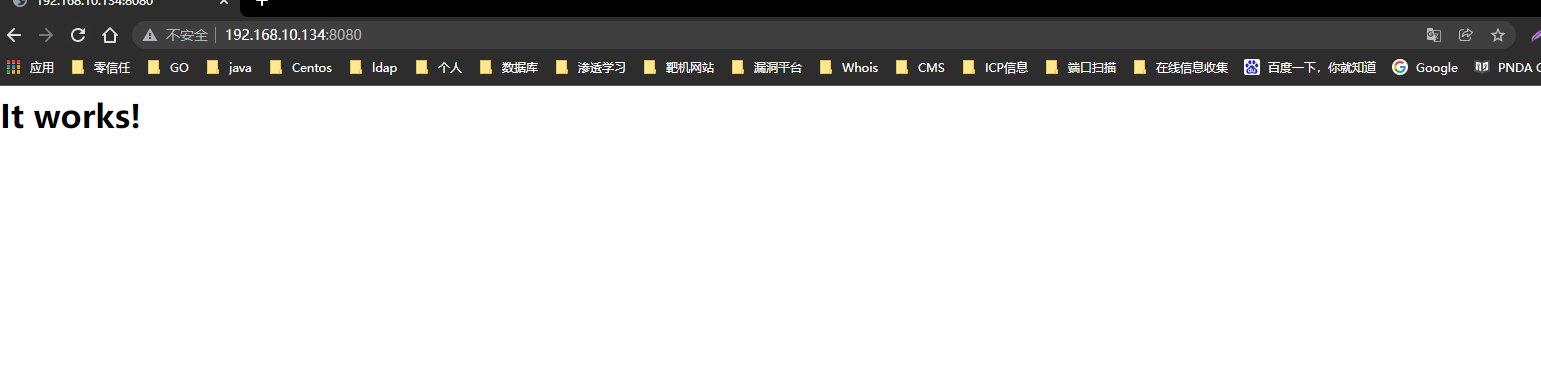 192.168.10.134:8080
不安全 192.168.10.134:8080
应用 零信任 GO java Centos ldap 个人 数据库 渗透学习 靶机网站 漏洞平台 Whois CMS ICP信息 端口扫描 在线信息收集 百度一下，你就知道 Google PNDA
It works!